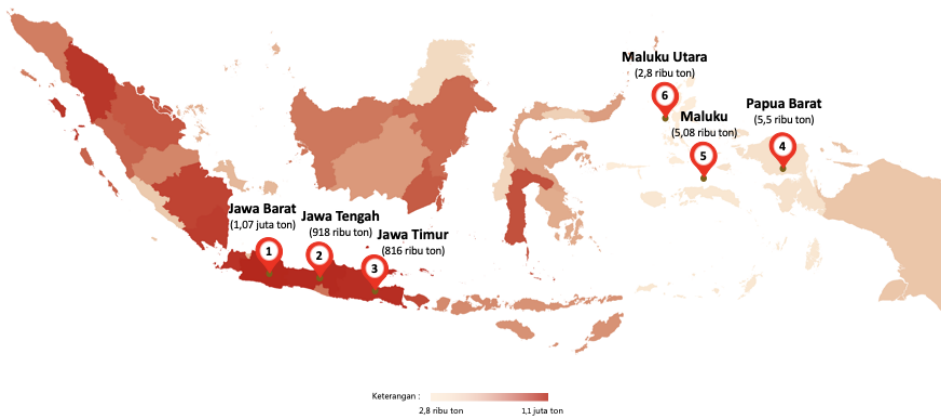 Maluku Utara
(2,8 ribu ton)
6
Maluku
(5,08 ribu ton)
5
Papua Barat
(5,5 ribu ton)
4
Jawa Barat
(1,07 juta ton)
1
Jawa Tengah
(918 ribu ton)
2
Jawa Timur
(816 ribu ton)
3
Keterangan :
2,8 ribu ton
1,1 juta ton